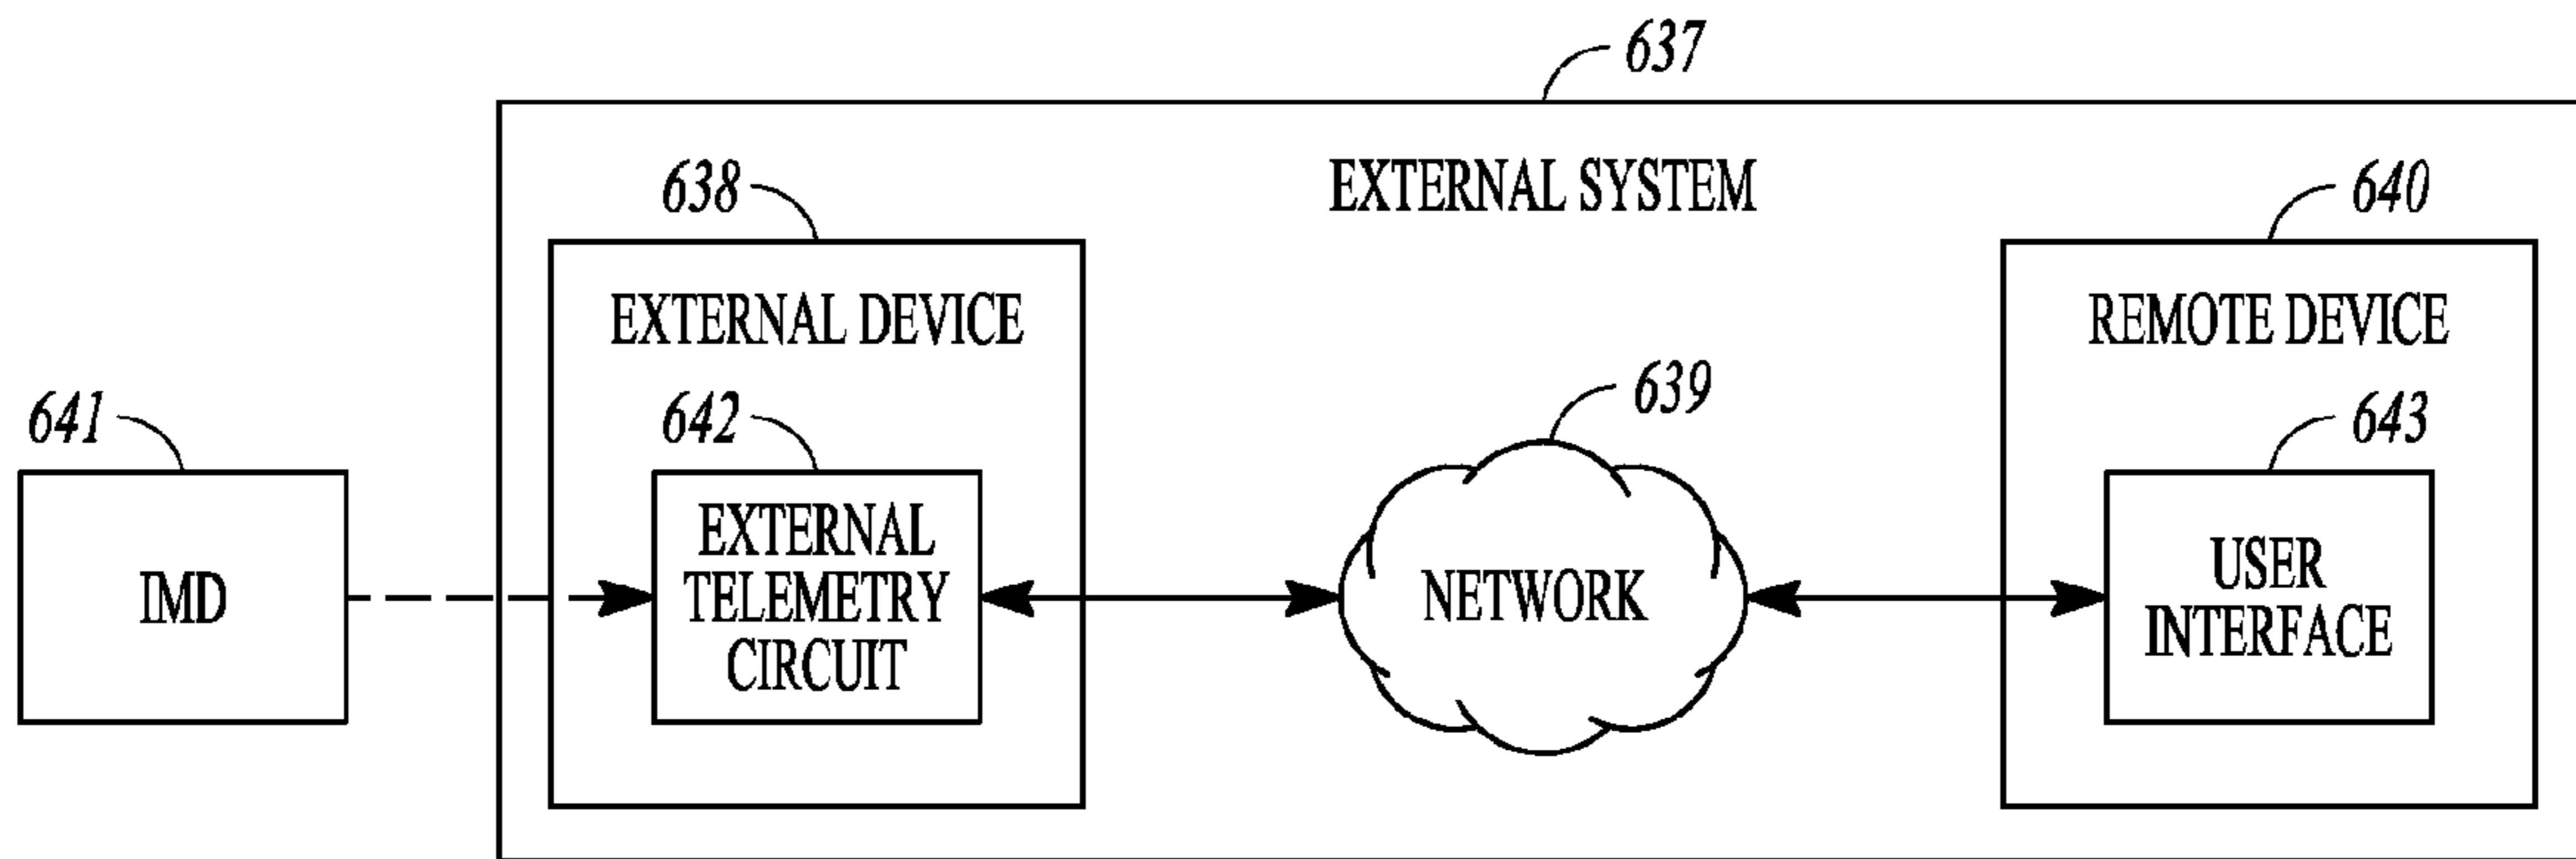 637
EXTERNAL SYSTEM
638
640
EXTERNAL DEVICE
REMOTE DEVICE
641
642
639
643
IMD
EXTERNAL
TELEMETRY
CIRCUIT
NETWORK
USER
INTERFACE